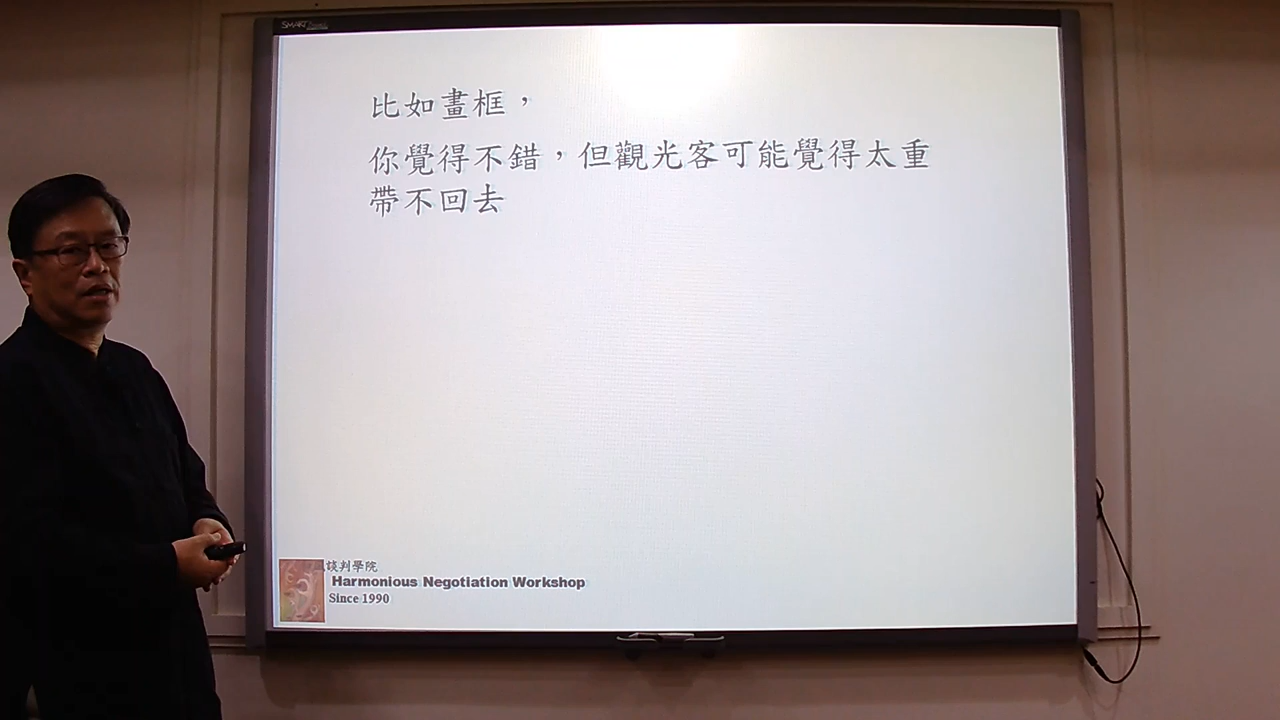 SMART
比如畫框，
你覺得不錯，但觀光客可能覺得太重
帶不回去
談判學院
Harmonious Negotiation Workshop
Since 1990